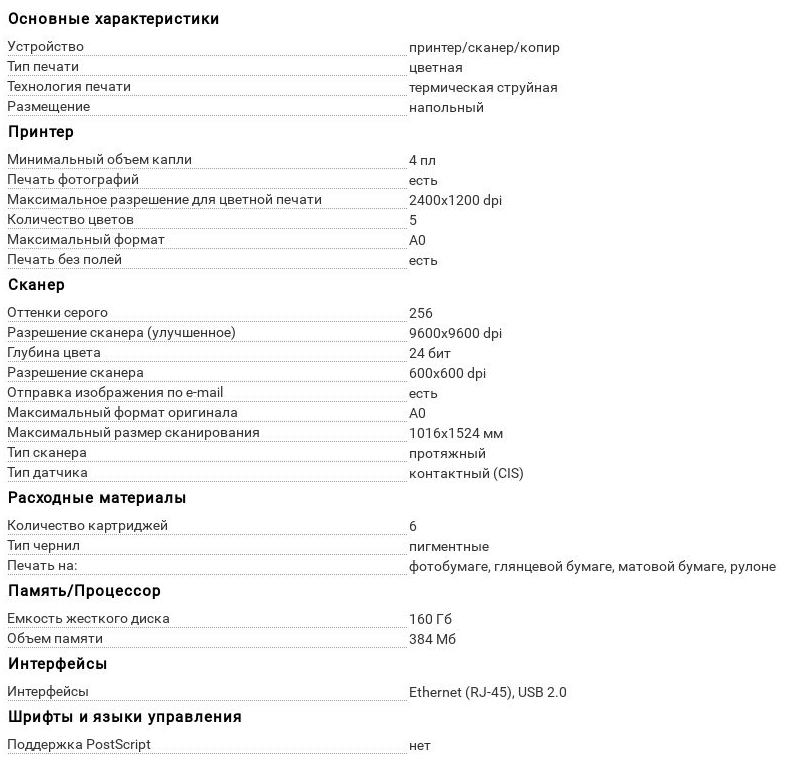 Основные характеристики
Устройство принтер/сканер/копир
Тип печати цветная
Технология печати термическая струйная
Размещение напольный
Принтер
Минимальный объем капли 4 пл
Печать фотографий есть
Максимальное разрешение для цветной печати 2400x1200 dpi
Количество цветов 5
Максимальный формат A0
Печать без полей есть
Сканер
Оттенки серого 256
Разрешение сканера (улучшенное) 9600x9600 dpi
Глубина цвета 24 бит
Разрешение сканера 600x600 dpi
Отправка изображения по e-mail есть
Максимальный формат оригинала A0
Максимальный размер сканирования 1016x1524 мм
Тип сканера протяжный
Тип датчика контактный (CIS)
Расходные материалы
Количество картриджей 6
Тип чернил пигментные
Печать на: фотобумаге, глянцевой бумаге, матовой бумаге, рулоне
Память/Процессор
Емкость жесткого диска 160 Гб
Объем памяти 384 Мб
Интерфейсы
Интерфейсы Ethernet (RJ-45), USB 2.0
Шрифты и языки управления
Поддержка PostScript нет